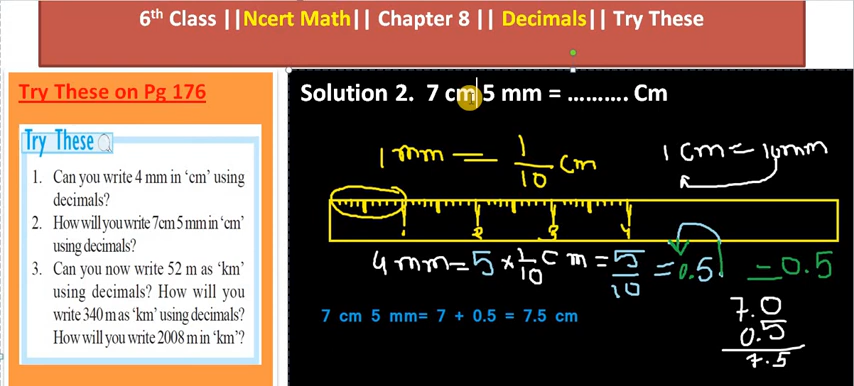 6th Class ||Ncert Math|| Chapter 8 || Decimals|| Try These
Try These on Pg 176
Try These
1. Can you write 4 mm in ‘cm’ using
decimals?
2. How will you write 7cm 5 mm in ‘cm’
using decimals?
3. Can you now write 52 m as ‘km’
using decimals? How will you
write 340 m as ‘km’ using decimals?
How will you write 2008 m in ‘km’?
Solution 2. 7 cm 5 mm = .......... Cm
1 mm = 1/10 cm
1 cm = 10 mm
1 2 3 4
4 mm = 5 × 1/10 cm = 5/10 = 0.5 = 0.5
7 cm 5 mm= 7 + 0.5 = 7.5 cm
7.0
0.5
7.5